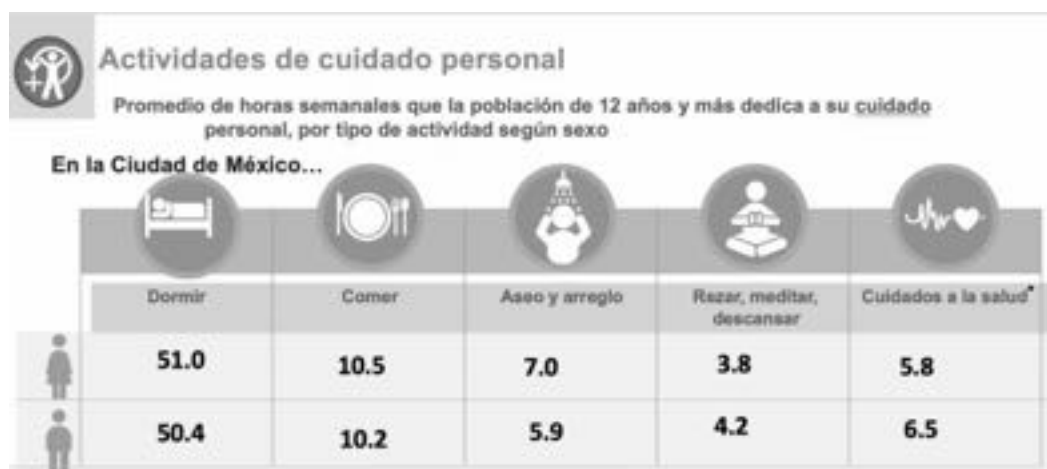 Actividades de cuidado personal
Promedio de horas semanales que la población de 12 años y más dedica a su cuidado
personal, por tipo de actividad según sexo
En la Ciudad de México...
Dormir Comer Aseo y arreglo Rezar, meditar, Cuidados a la salud*
descansar
51.0 10.5 7.0 3.8 5.8
50.4 10.2 5.9 4.2 6.5